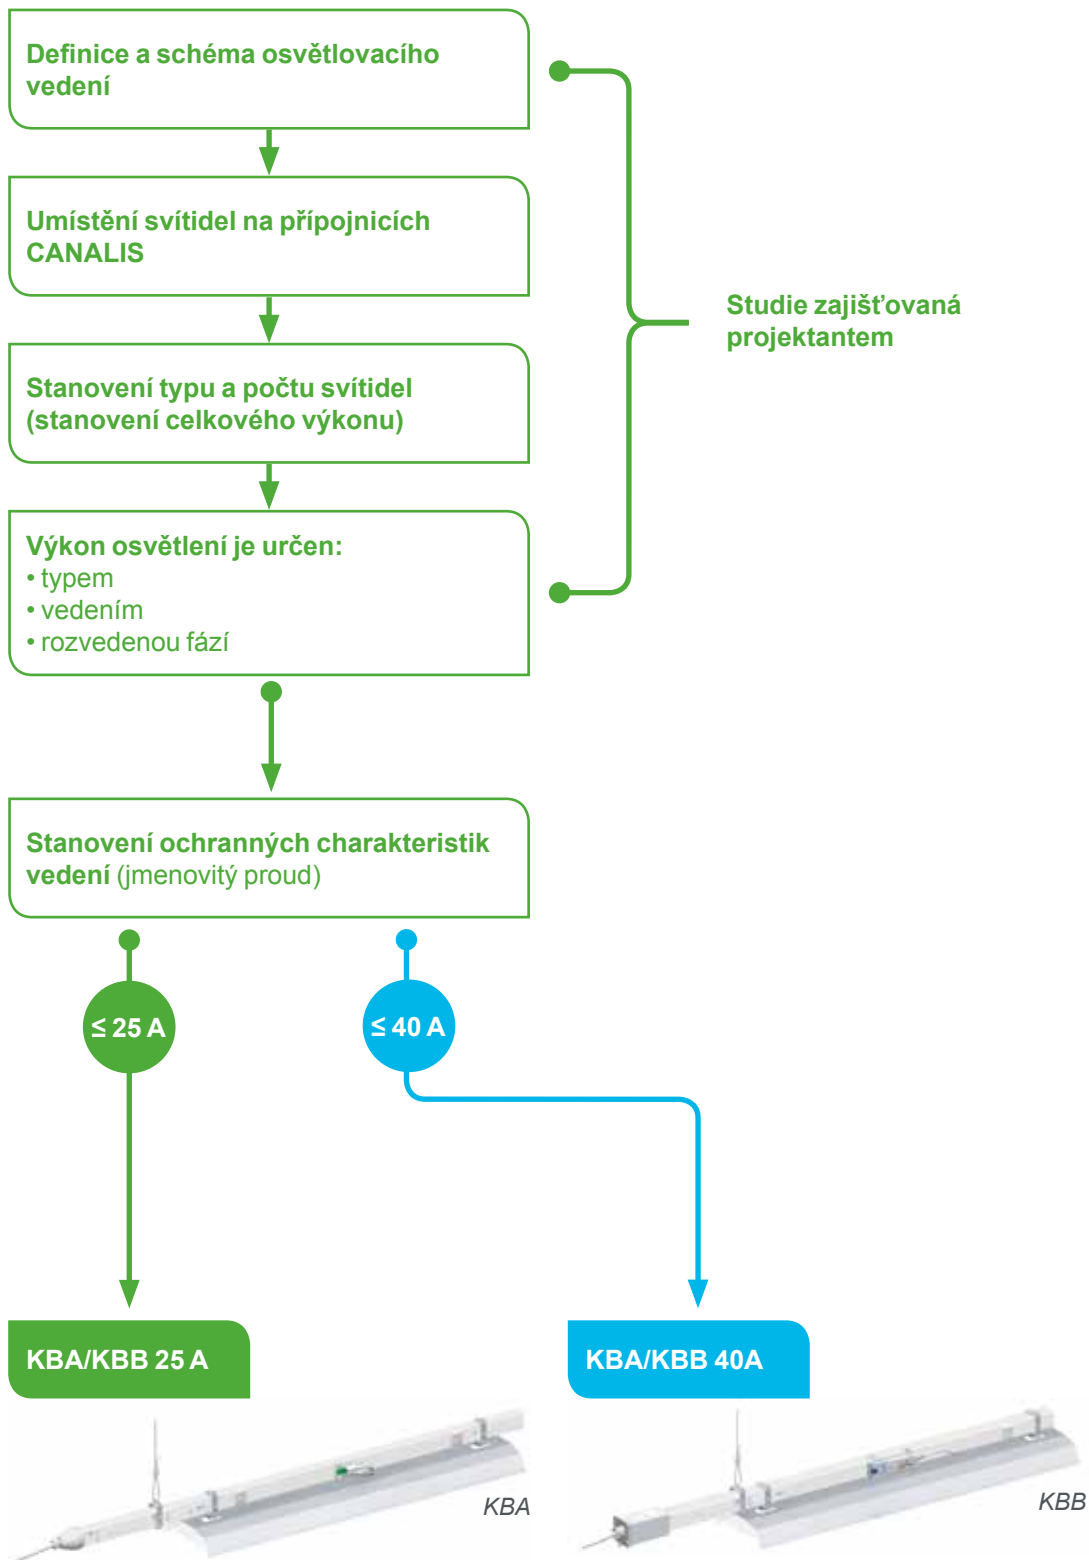 Definice a schéma osvětlovacího
vedení
Umístění svítidel na přípojnicích
CANALIS
Stanovení typu a počtu svítidel
(stanovení celkového výkonu)
Výkon osvětlení je určen:
• typem
• vedením
• rozvedenou fází
Studie zajišťovaná
projektantem
Stanovení ochranných charakteristik
vedení (jmenovitý proud)
≤ 25 A
≤ 40 A
KBA/KBB 25 A
KBA/KBB 40A
KBA
KBB